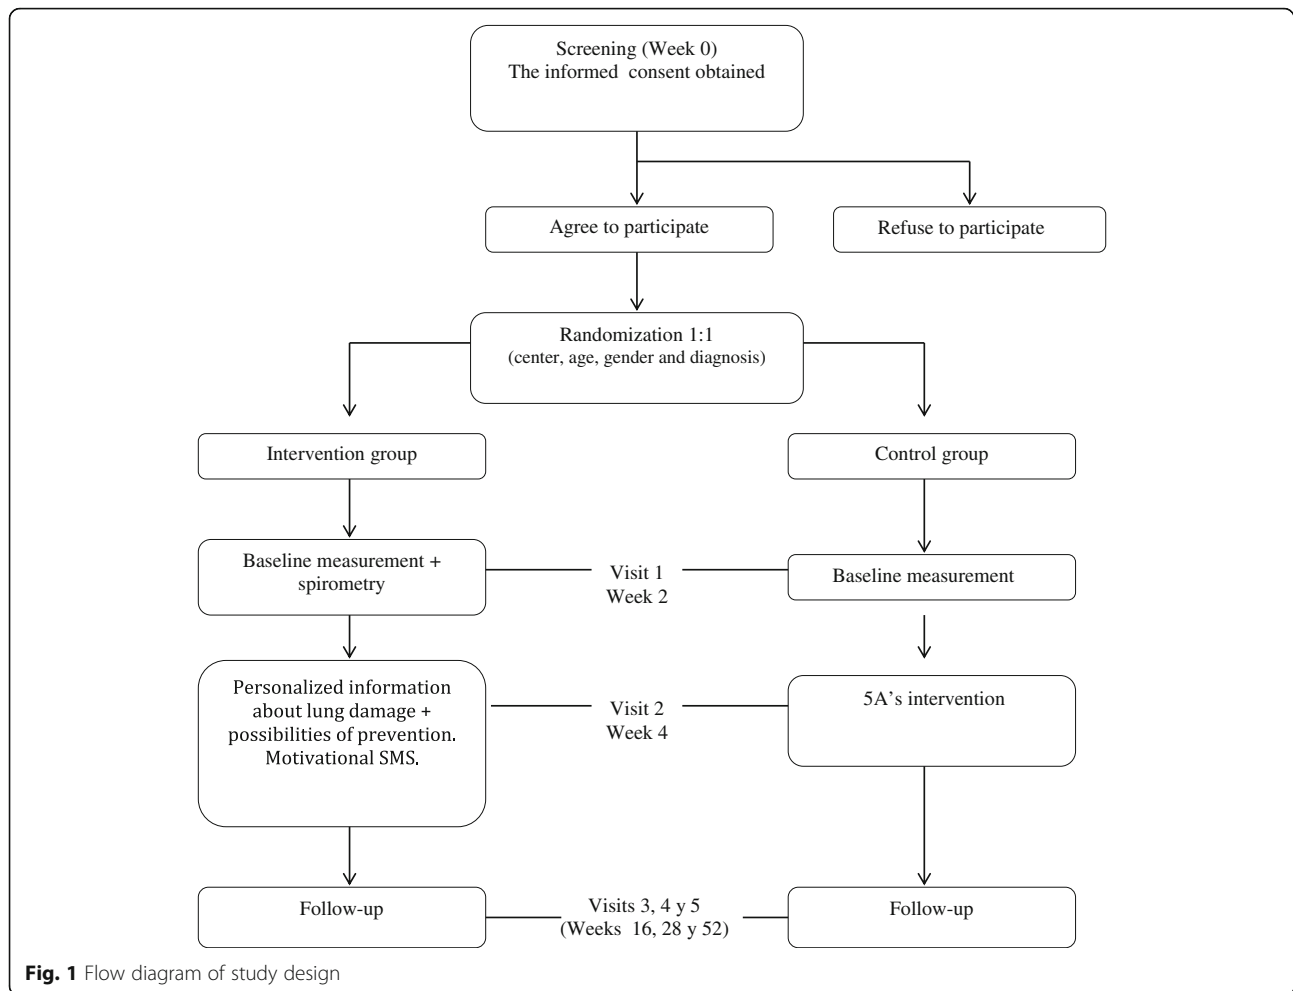 Screening (Week 0)
The informed consent obtained
Agree to participate
Refuse to participate
Randomization 1:1
(center, age, gender and diagnosis)
Intervention group
Control group
Baseline measurement +
spirometry
Visit 1
Week 2
Baseline measurement
Personalized information
about lung damage +
possibilities of prevention.
Motivational SMS.
Visit 2
Week 4
5A’s intervention
Follow-up
Visits 3, 4 y 5
(Weeks 16, 28 y 52)
Follow-up
Fig. 1 Flow diagram of study design